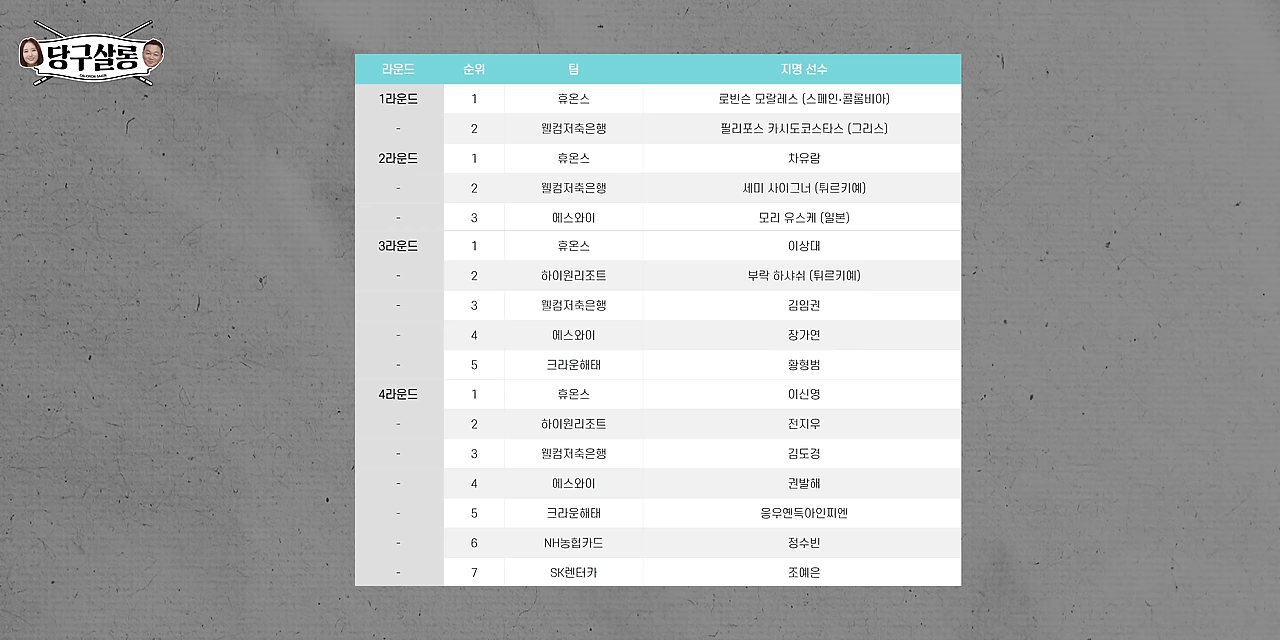 당구살롱
라운드 순위 팀 지명 선수
1라운드 1 휴온스 로빈슨 모랄레스 (스페인·콜롬비아)
- 2 웰컴저축은행 필리포스 카시도코스타스 (그리스)
2라운드 1 휴온스 차유람
- 2 웰컴저축은행 세미 사이그너 (튀르키예)
- 3 에스와이 모리 유스케 (일본)
3라운드 1 휴온스 이상대
- 2 하이원리조트 부락 하샤쉬 (튀르키예)
- 3 웰컴저축은행 김임권
- 4 에스와이 장가연
- 5 크라운해태 황형범
4라운드 1 휴온스 이신영
- 2 하이원리조트 전지우
- 3 웰컴저축은행 김도경
- 4 에스와이 권발해
- 5 크라운해태 응우옌득아인찌엔
- 6 NH농협카드 정수빈
- 7 SK렌터카 조예은